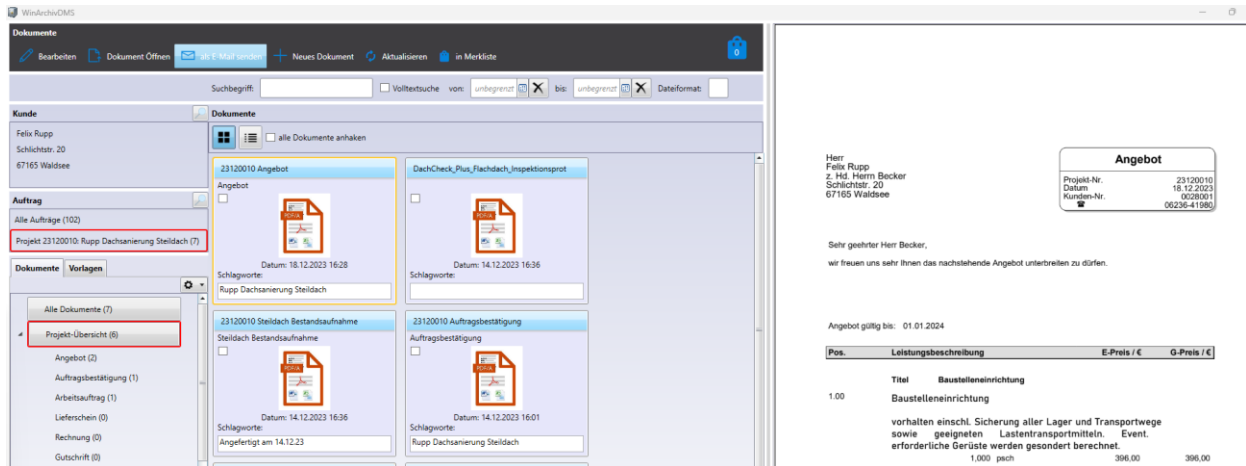 WinArchivDMS
Dokumente
Bearbeiten Dokument Öffnen als E-Mail senden Neues Dokument Aktualisieren in Merkliste
0
Suchbegriff: Volltextsuche von: unbegrenzt bis: unbegrenzt Dateiformat:
Kunde
Felix Rupp
Schlichtstr. 20
67165 Waldsee
Auftrag
Alle Aufträge (102)
Projekt 23120010: Rupp Dachsanierung Steildach (7)
Dokumente Vorlagen
Alle Dokumente (7)
Projekt-Übersicht (6)
Angebot (2)
Auftragsbestätigung (1)
Arbeitsauftrag (1)
Lieferschein (0)
Rechnung (0)
Gutschrift (0)
Dokumente
alle Dokumente anhaken
23120010 Angebot
Angebot
PDF/A
Datum: 18.12.2023 16:28
Schlagworte:
Rupp Dachsanierung Steildach
DachCheck_Plus_Flachdach_Inspektionsprot
PDF/A
Datum: 14.12.2023 16:36
Schlagworte:
23120010 Steildach Bestandsaufnahme
Steildach Bestandsaufnahme
PDF/A
Datum: 14.12.2023 16:36
Schlagworte:
Angefertigt am 14.12.23
23120010 Auftragsbestätigung
Auftragsbestätigung
PDF/A
Datum: 14.12.2023 16:01
Schlagworte:
Rupp Dachsanierung Steildach
Herr
Felix Rupp
z. Hd. Herrn Becker
Schlichtstr. 20
67165 Waldsee
Angebot
Projekt-Nr. 23120010
Datum 18.12.2023
Kunden-Nr. 0028001
☎ 06236-41980
Sehr geehrter Herr Becker,
wir freuen uns sehr Ihnen das nachstehende Angebot unterbreiten zu dürfen.
Angebot gültig bis: 01.01.2024
Pos. Leistungsbeschreibung E-Preis / € G-Preis / €
Titel Baustelleneinrichtung
1.00 Baustelleneinrichtung
vorhalten einschl. Sicherung aller Lager und Transportwege
sowie geeigneten Lastentransportmitteln. Event.
erforderliche Gerüste werden gesondert berechnet.
1,000 psch 396,00 396,00